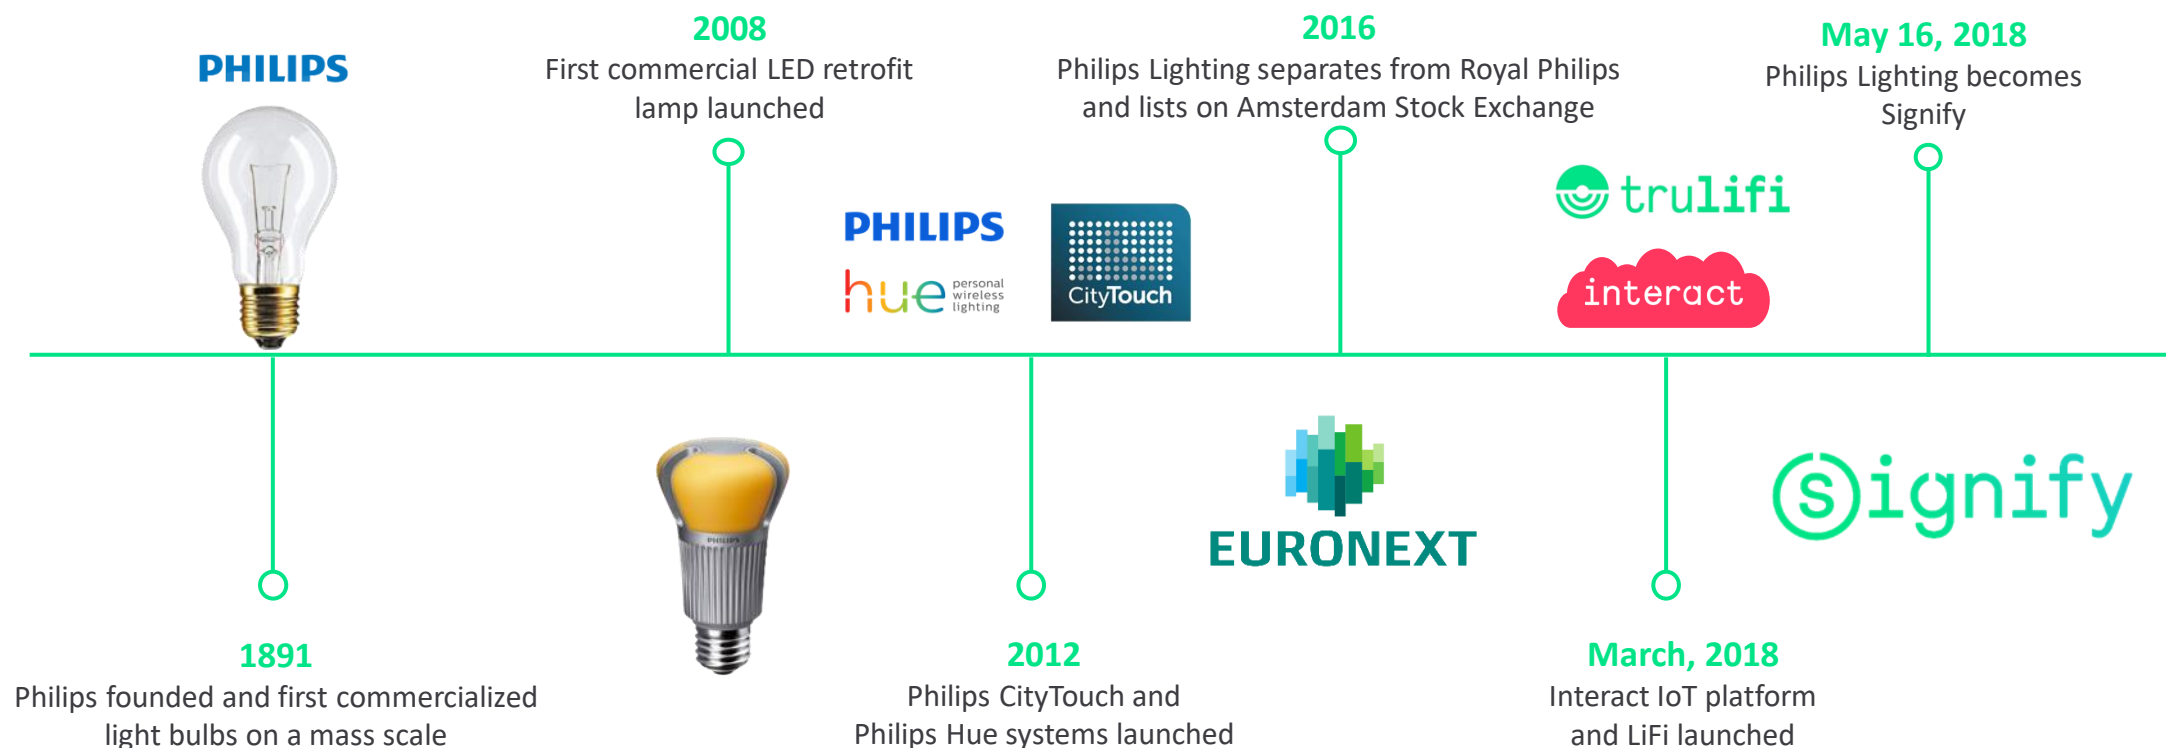 PHILIPS
1891
Philips founded and first commercialized
light bulbs on a mass scale
2008
First commercial LED retrofit
lamp launched
PHILIPS
PHILIPS
hue personal
wireless
lighting
CityTouch
2012
Philips CityTouch and
Philips Hue systems launched
2016
Philips Lighting separates from Royal Philips
and lists on Amsterdam Stock Exchange
EURONEXT
trulifi
interact
March, 2018
Interact IoT platform
and LiFi launched
May 16, 2018
Philips Lighting becomes
Signify
signify